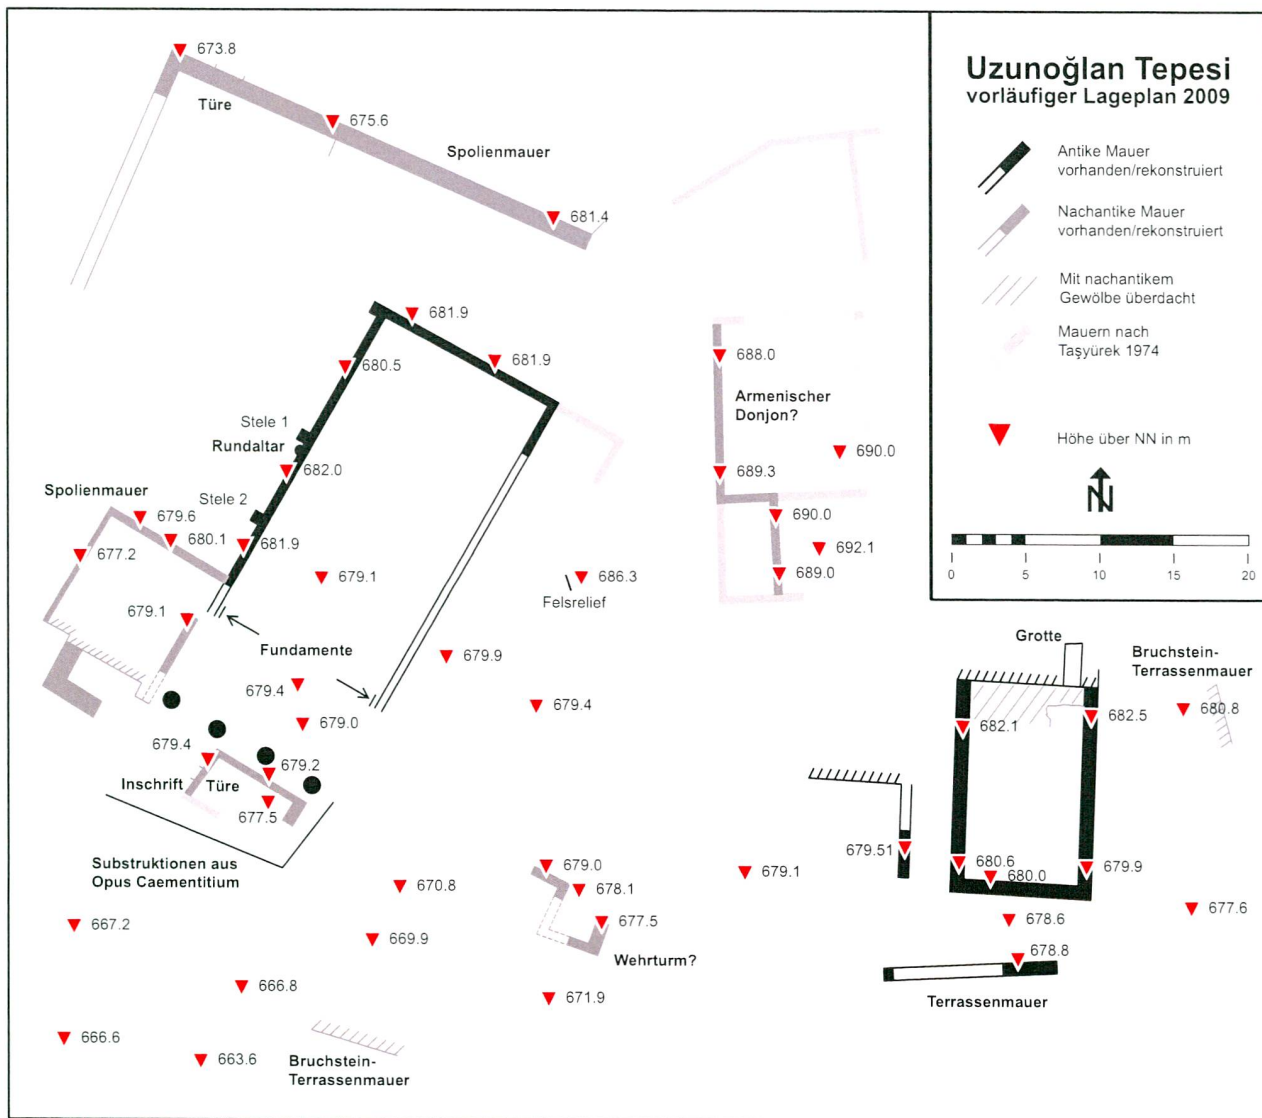 Uzunoğlan Tepesi
vorläufiger Lageplan 2009
Antike Mauer
vorhanden/rekonstruiert
Nachantike Mauer
vorhanden/rekonstruiert
Mit nachantikem
Gewölbe überdacht
Mauern nach
Taşyürek 1974
Höhe über NN in m
N
0 5 10 15 20
673.8
Türe
675.6
Spolienmauer
681.4
681.9
681.9
680.5
688.0
Armenischer
Donjon?
Stele 1
Rundaltar
690.0
682.0
689.3
Spolienmauer
Stele 2
679.6
680.1
681.9
690.0
677.2
692.1
679.1
686.3
689.0
Felsrelief
679.1
Fundamente
679.9
Grotte
Bruchstein-
Terrassenmauer
679.4
679.0
679.4
682.1
682.5
680.8
679.4
679.2
Inschrift
Türe
677.5
Substruktionen aus
Opus Caementitium
679.0
670.8
678.1
679.1
679.51
680.6
680.0
679.9
667.2
669.9
677.5
678.6
677.6
Wehrturm?
678.8
666.8
671.9
Terrassenmauer
666.6
663.6
Bruchstein-
Terrassenmauer